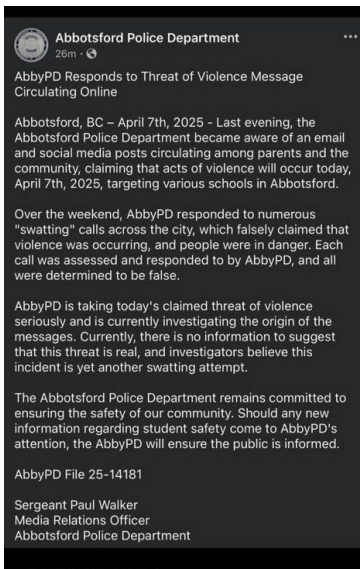 Abbotsford Police Department
26m ·
AbbyPD Responds to Threat of Violence Message
Circulating Online
Abbotsford, BC – April 7th, 2025 - Last evening, the
Abbotsford Police Department became aware of an email
and social media posts circulating among parents and the
community, claiming that acts of violence will occur today,
April 7th, 2025, targeting various schools in Abbotsford.
Over the weekend, AbbyPD responded to numerous
"swatting" calls across the city, which falsely claimed that
violence was occurring, and people were in danger. Each
call was assessed and responded to by AbbyPD, and all
were determined to be false.
AbbyPD is taking today's claimed threat of violence
seriously and is currently investigating the origin of the
messages. Currently, there is no information to suggest
that this threat is real, and investigators believe this
incident is yet another swatting attempt.
The Abbotsford Police Department remains committed to
ensuring the safety of our community. Should any new
information regarding student safety come to AbbyPD's
attention, the AbbyPD will ensure the public is informed.
AbbyPD File 25-14181
Sergeant Paul Walker
Media Relations Officer
Abbotsford Police Department